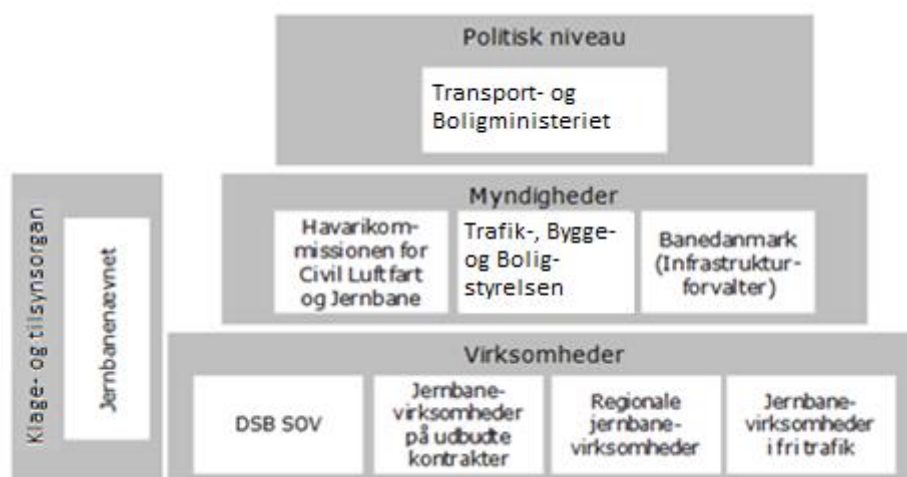 Politisk niveau
Transport- og
Boligministeriet
Klage- og tilsynsorgan
Jernbanenævnet
Myndigheder
Havarikom-
missionen for
Civil Luftfart
og Jernbane
Trafik-, Bygge-
og Bolig-
styrelsen
Banedanmark
(Infrastruktur-
forvalter)
Virksomheder
DSB SOV
Jernbane-
virksomheder
på udbudte
kontrakter
Regionale
jernbane-
virksomheder
Jernbane-
virksomheder
i fri trafik